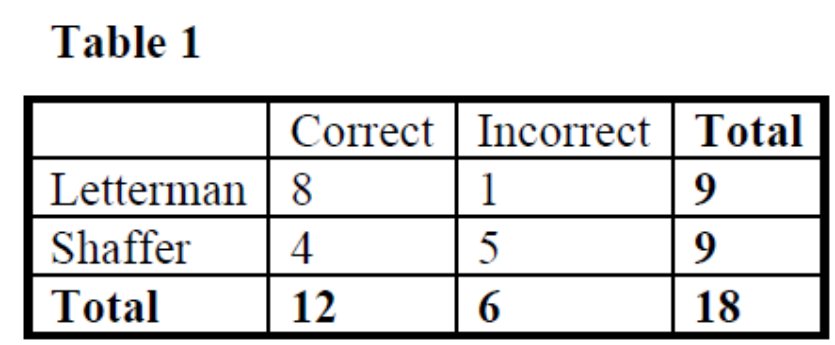 Table 1
Correct Incorrect Total
Letterman 8 1 9
Shaffer 4 5 9
Total 12 6 18